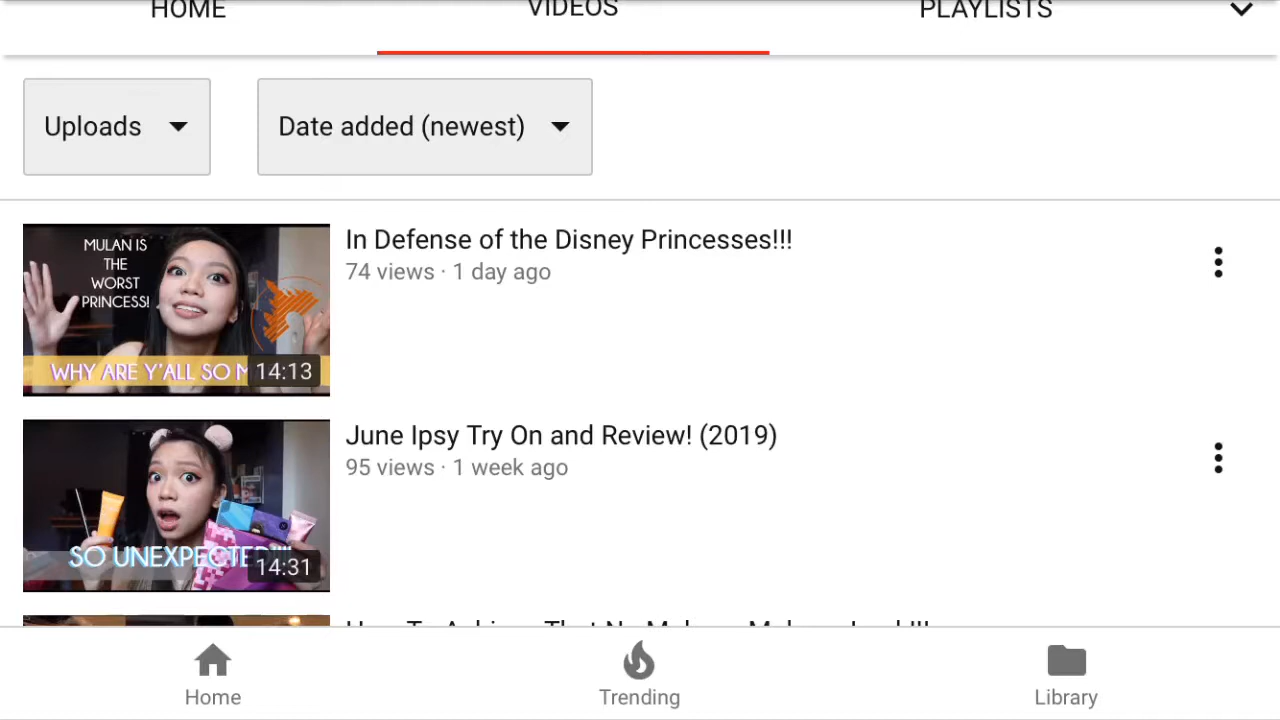 HOME VIDEOS PLAYLISTS
Uploads Date added (newest)
MULAN IS
THE
WORST
PRINCESS!
WHY ARE Y'ALL SO M
14:13
In Defense of the Disney Princesses!!!
74 views · 1 day ago
SO UNEXPECTED!!!!
14:31
June Ipsy Try On and Review! (2019)
95 views · 1 week ago
Home Trending Library